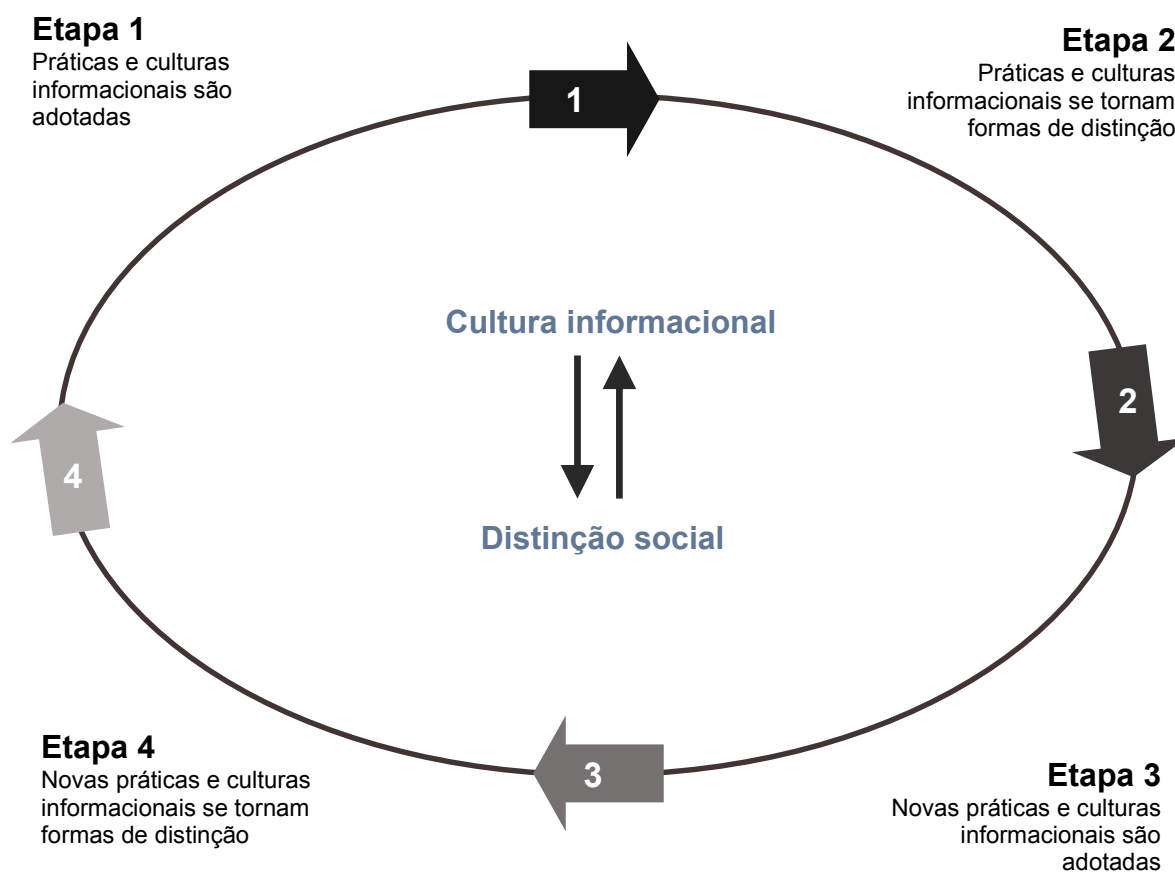 Etapa 1
Práticas e culturas
informacionais são
adotadas
Etapa 2
Práticas e culturas
informacionais se tornam
formas de distinção
1
2
Cultura informacional
Distinção social
4
3
Etapa 4
Novas práticas e culturas
informacionais se tornam
formas de distinção
Etapa 3
Novas práticas e culturas
informacionais são
adotadas